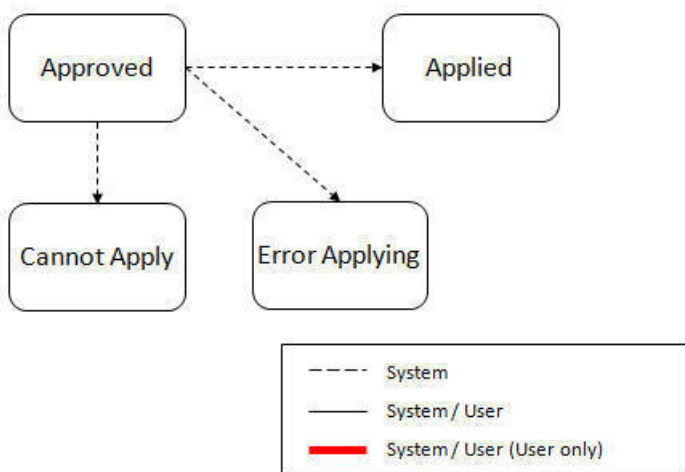 Approved
Applied
Cannot Apply
Error Applying
System
System / User
System / User (User only)